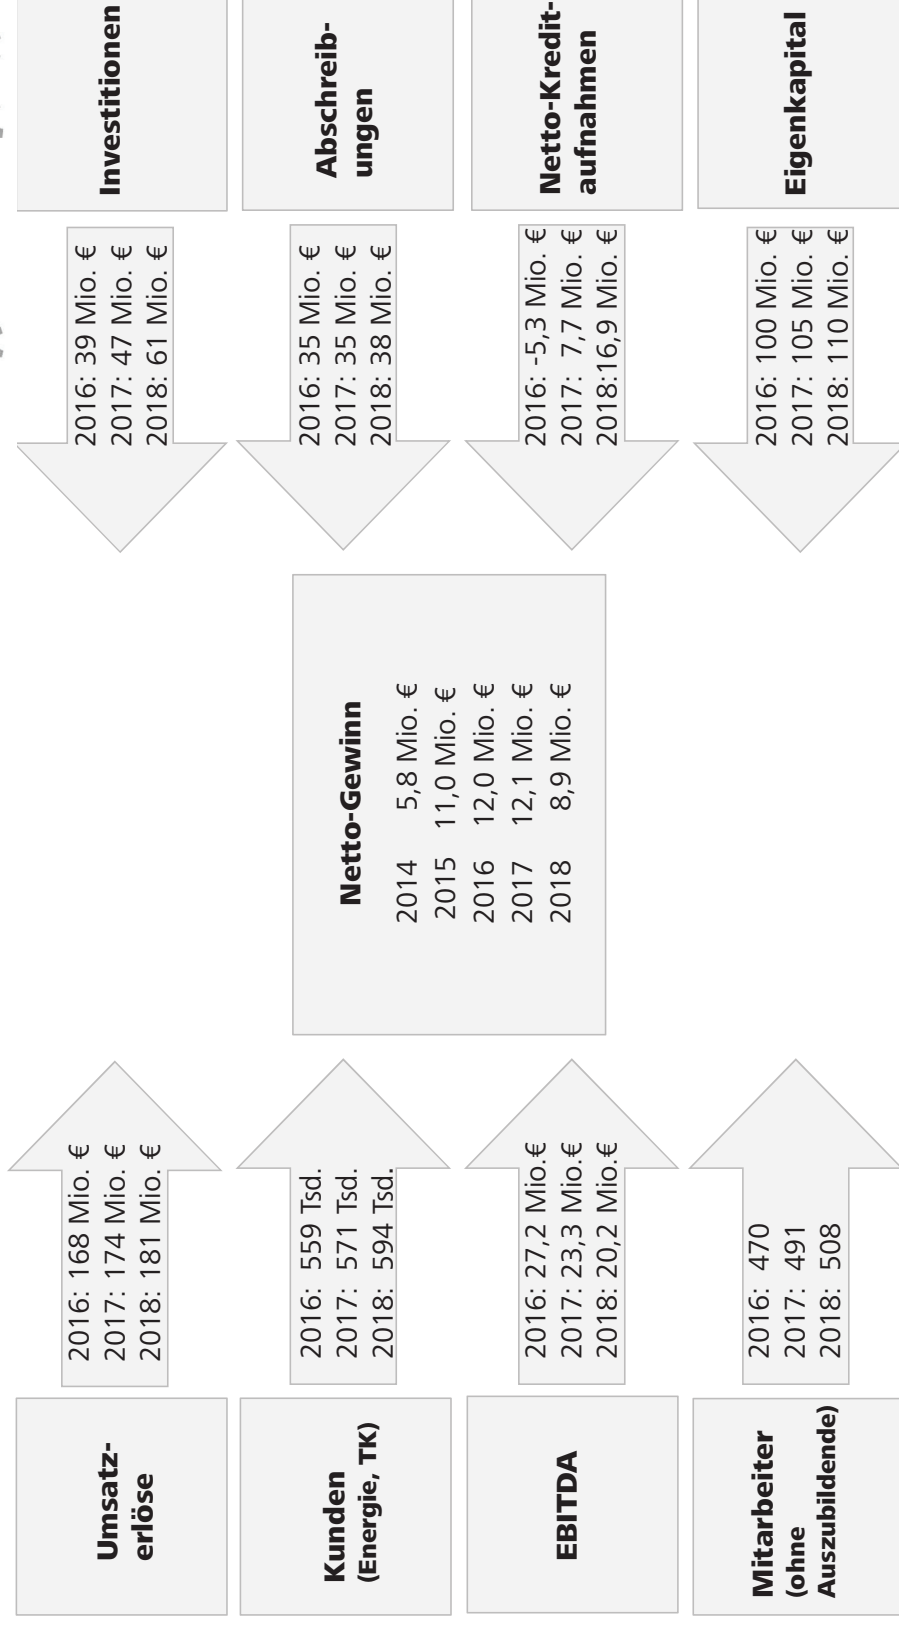 Umsatz-
erlöse
2016: 168 Mio. €
2017: 174 Mio. €
2018: 181 Mio. €
Kunden
(Energie, TK)
2016: 559 Tsd.
2017: 571 Tsd.
2018: 594 Tsd.
EBITDA
2016: 27,2 Mio.€
2017: 23,3 Mio.€
2018: 20,2 Mio.€
Mitarbeiter
(ohne
Auszubildende)
2016: 470
2017: 491
2018: 508
Netto-Gewinn
2014 5,8 Mio. €
2015 11,0 Mio. €
2016 12,0 Mio. €
2017 12,1 Mio. €
2018 8,9 Mio. €
2016: 39 Mio. €
2017: 47 Mio. €
2018: 61 Mio. €
Investitionen
2016: 35 Mio. €
2017: 35 Mio. €
2018: 38 Mio. €
Abschreib-
ungen
2016: -5,3 Mio. €
2017: 7,7 Mio. €
2018:16,9 Mio. €
Netto-Kredit-
aufnahmen
2016: 100 Mio. €
2017: 105 Mio. €
2018: 110 Mio. €
Eigenkapital